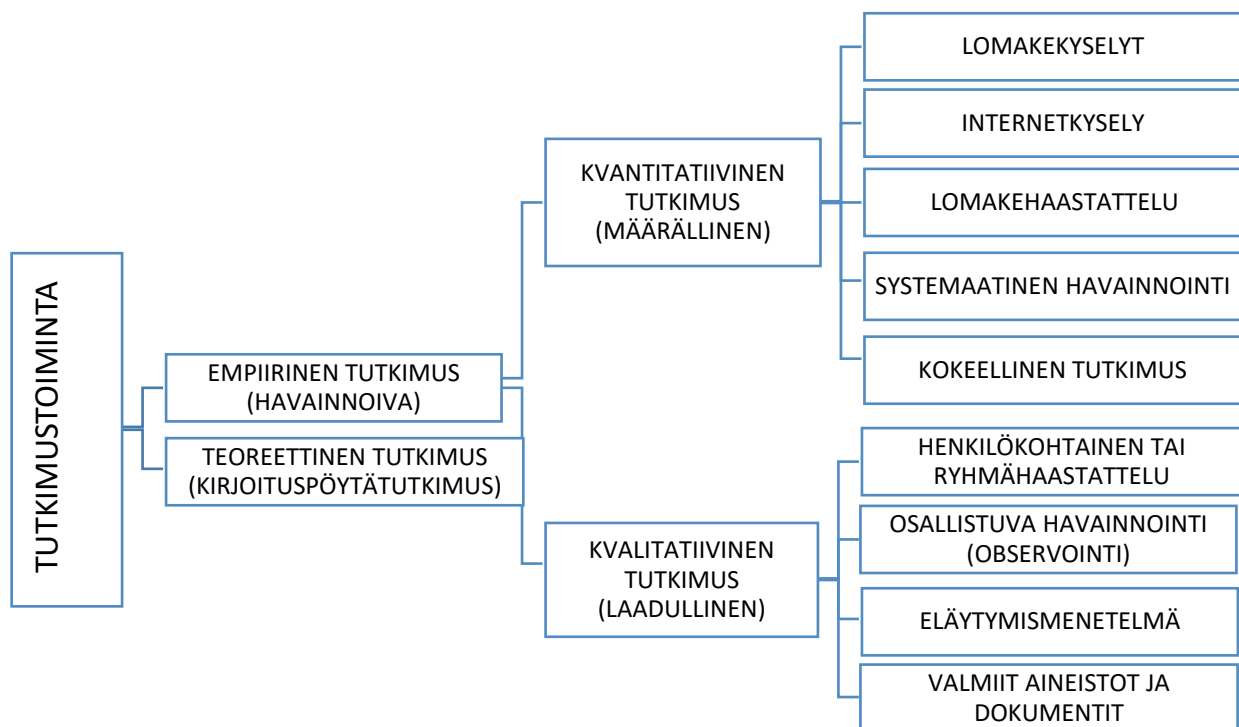 TUTKIMUSTOIMINTA
EMPIIRINEN TUTKIMUS
(HAVAINNOIVA)
TEOREETTINEN TUTKIMUS
(KIRJOITUSPÖYTÄTUTKIMUS)
KVANTITATIIVINEN
TUTKIMUS
(MÄÄRÄLLINEN)
LOMAKEKYSELYT
INTERNETKYSELY
LOMAKEHAASTATTELU
SYSTEMAATINEN HAVAINNOINTI
KOKEELLINEN TUTKIMUS
KVALITATIIVINEN
TUTKIMUS
(LAADULLINEN)
HENKILÖKOHTAINEN TAI
RYHMÄHAASTATTELU
OSALLISTUVA HAVAINNOINTI
(OBSERVOINTI)
ELÄYTYMISMENETELMÄ
VALMIIT AINEISTOT JA
DOKUMENTIT